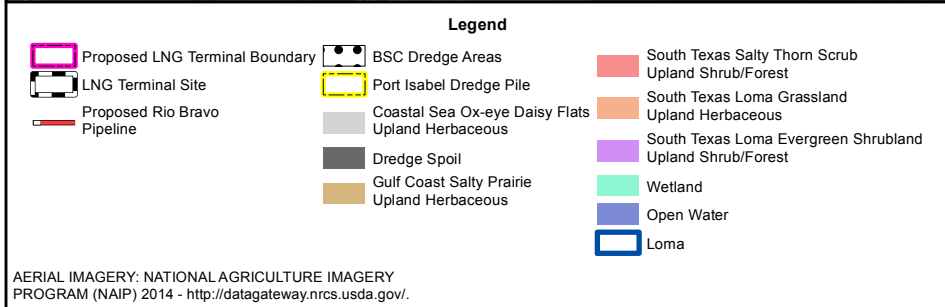 Legend
Proposed LNG Terminal Boundary
LNG Terminal Site
Proposed Rio Bravo
Pipeline
BSC Dredge Areas
Port Isabel Dredge Pile
Coastal Sea Ox-eye Daisy Flats
Upland Herbaceous
Dredge Spoil
Gulf Coast Salty Prairie
Upland Herbaceous
South Texas Salty Thorn Scrub
Upland Shrub/Forest
South Texas Loma Grassland
Upland Herbaceous
South Texas Loma Evergreen Shrubland
Upland Shrub/Forest
Wetland
Open Water
Loma
AERIAL IMAGERY: NATIONAL AGRICULTURE IMAGERY
PROGRAM (NAIP) 2014 - http://datagateway.nrcs.usda.gov/.